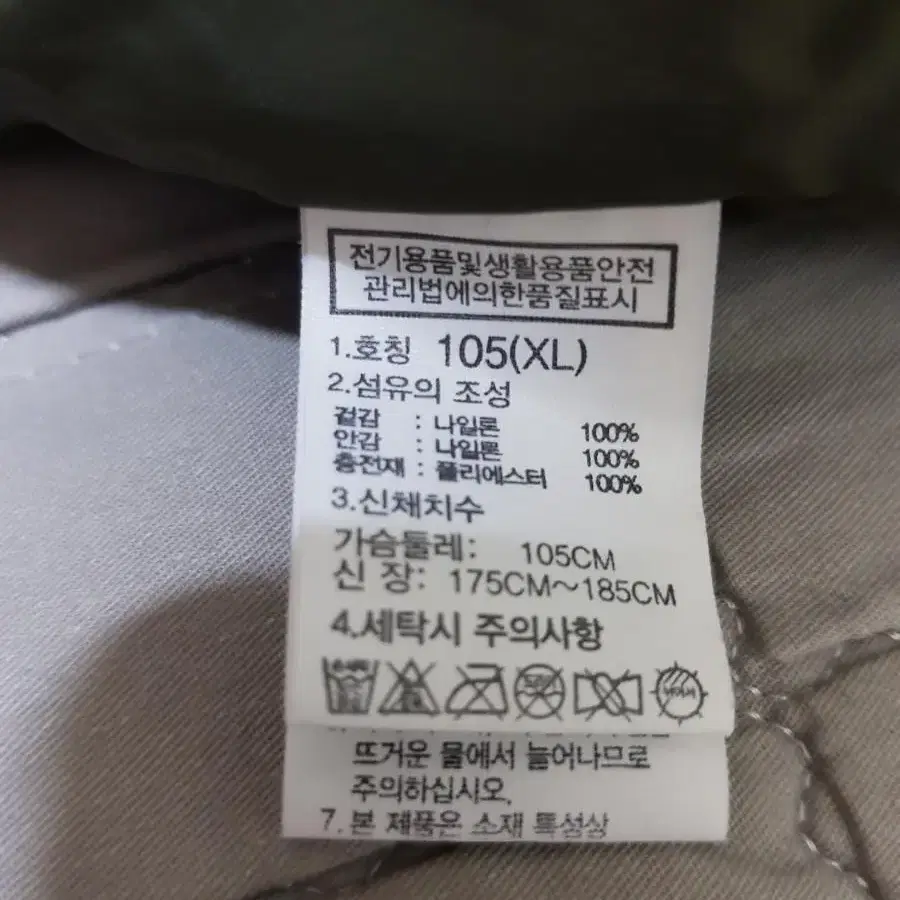 전기용품및생활용품안전
관리법에의한품질표시
1.호칭 105(XL)
2.섬유의 조성
겉감 : 나일론 100%
안감 : 나일론 100%
충전재 : 폴리에스터 100%
3.신체치수
가슴둘레: 105CM
신 장: 175CM~185CM
4.세탁시 주의사항
뜨거운 물에서 늘어나므로
주의하십시오.
7.본 제품은 소재 특성상